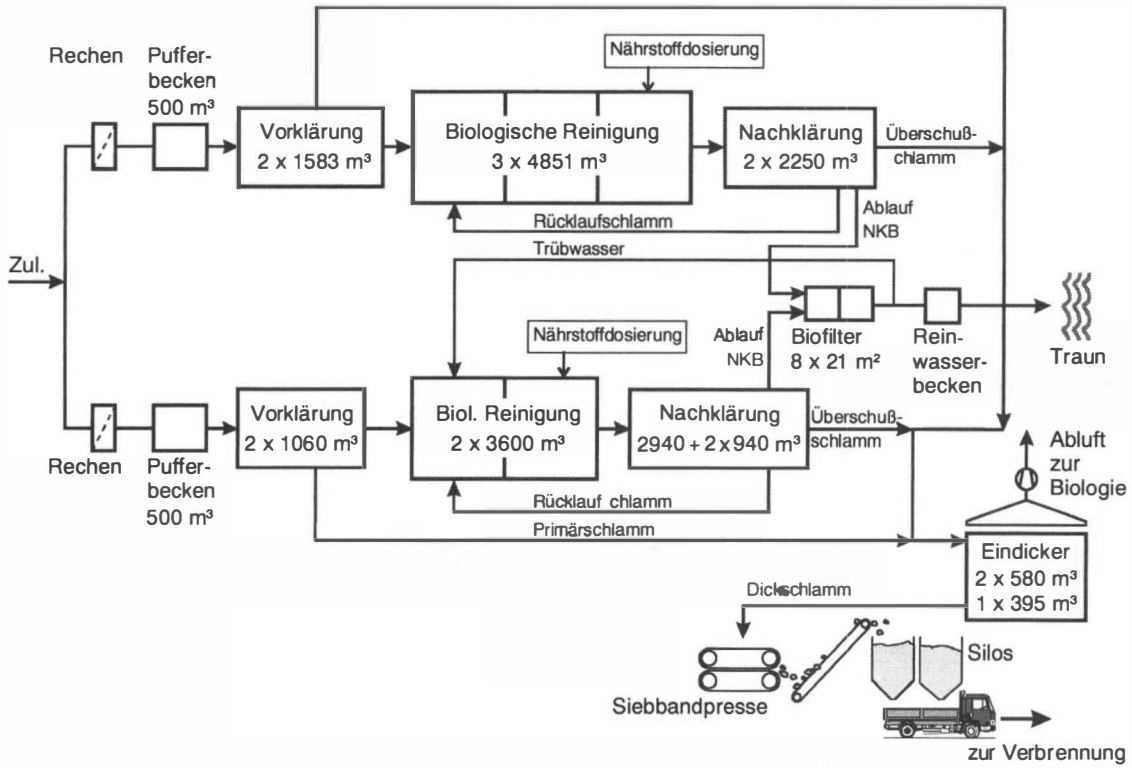 Rechen
Puffer-
becken
500 m³
Nährstoffdosierung
Vorklärung
2 x 1583 m³
Biologische Reinigung
3 x 4851 m³
Nachklärung
2 x 2250 m³
Überschuß-
chlamm
Rücklaufschlamm
Ablauf
NKB
Trübwasser
Zul.
Nährstoffdosierung
Ablauf
NKB
Biofilter
8 x 21 m²
Rein-
wasser-
becken
Traun
Vorklärung
2 x 1060 m³
Biol. Reinigung
2 x 3600 m³
Nachklärung
2940 + 2 x 940 m³
Überschuß-
schlamm
Rechen
Puffer-
becken
500 m³
Rücklauf chlamm
Primärschlamm
Abluft
zur
Biologie
Eindicker
2 x 580 m³
1 x 395 m³
Dickschlamm
Siebbandpresse
Silos
zur Verbrennung